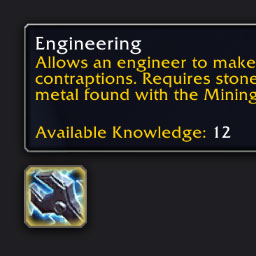 Engineering
Allows an engineer to make
contraptions. Requires stone
metal found with the Mining
Available Knowledge: 12